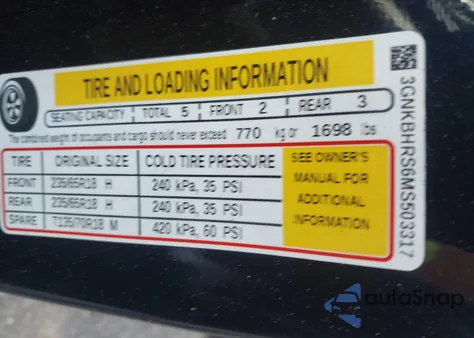 TIRE AND LOADING INFORMATION
SEATING CAPACITY TOTAL 5 FRONT 2 REAR 3
The combined weight of occupants and cargo should never exceed 770 kg or 1698 lbs.
TIRE ORIGINAL SIZE COLD TIRE PRESSURE
FRONT 235/65R18 H 240 kPa, 35 PSI
REAR 235/65R18 H 240 kPa, 35 PSI
SPARE T135/70R18 M 420 kPa, 60 PSI
SEE OWNER'S
MANUAL FOR
ADDITIONAL
INFORMATION
3GNKBHRS6MS503317
autoSnap